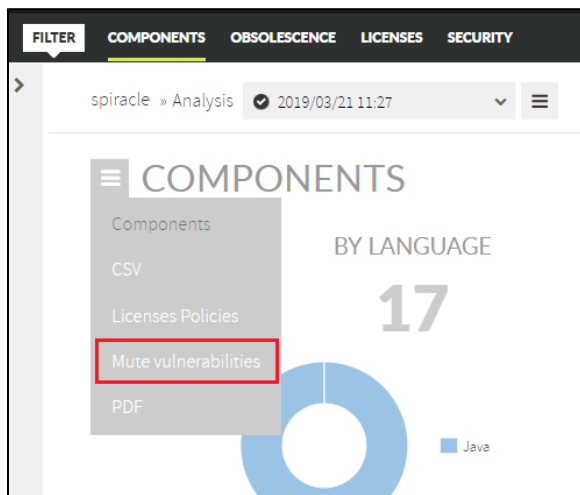 FILTER COMPONENTS OBSOLESCENCE LICENSES SECURITY
spiracle » Analysis 2019/03/21 11:27
COMPONENTS
Components
CSV
Licenses Policies
Mute vulnerabilities
PDF
BY LANGUAGE
17
Java